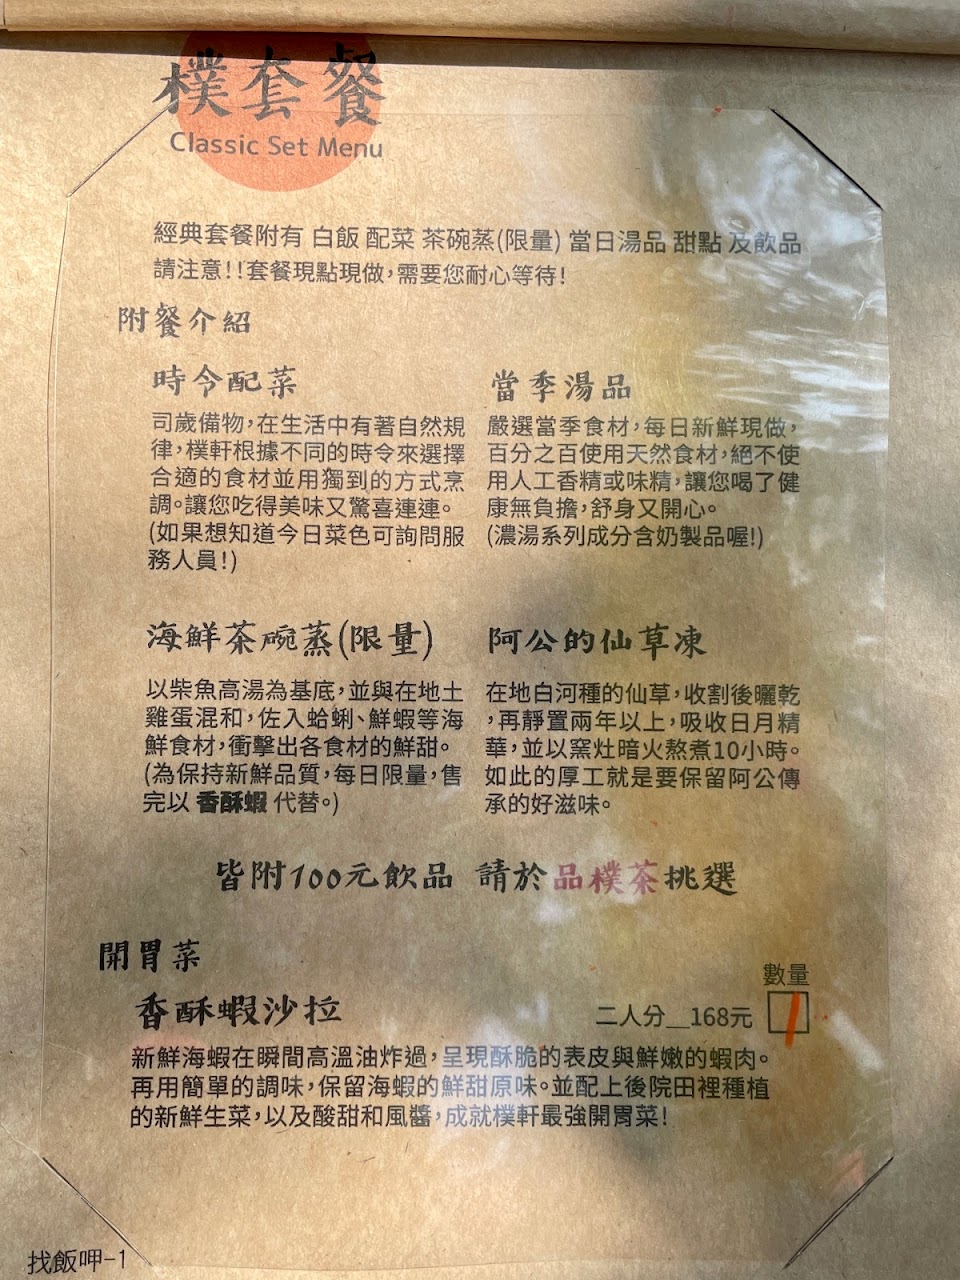 樸套餐
Classic Set Menu
經典套餐附有 白飯 配菜 茶碗蒸(限量) 當日湯品 甜點 及飲品
請注意!!套餐現點現做,需要您耐心等待!
附餐介紹
時令配菜
司歲備物,在生活中有著自然規
律,樸軒根據不同的時令來選擇
合適的食材並用獨到的方式烹
調。讓您吃得美味又驚喜連連。
(如果想知道今日菜色可詢問服
務人員!)
當季湯品
嚴選當季食材,每日新鮮現做,
百分之百使用天然食材,絕不使
用人工香精或味精,讓您喝了健
康無負擔,舒身又開心。
(濃湯系列成分含奶製品喔!)
海鮮茶碗蒸(限量)
以柴魚高湯為基底,並與在地土
雞蛋混和,佐入蛤蜊、鮮蝦等海
鮮食材,衝擊出各食材的鮮甜。
(為保持新鮮品質,每日限量,售
完以 香酥蝦 代替。)
阿公的仙草凍
在地白河種的仙草,收割後曬乾
,再靜置兩年以上,吸收日月精
華,並以窯灶暗火熬煮10小時。
如此的厚工就是要保留阿公傳
承的好滋味。
皆附100元飲品 請於品樸茶挑選
開胃菜
數量
香酥蝦沙拉
二人分__168元
1
新鮮海蝦在瞬間高溫油炸過,呈現酥脆的表皮與鮮嫩的蝦肉。
再用簡單的調味,保留海蝦的鮮甜原味。並配上後院田裡種植
的新鮮生菜,以及酸甜和風醬,成就樸軒最強開胃菜!
找飯呷-1